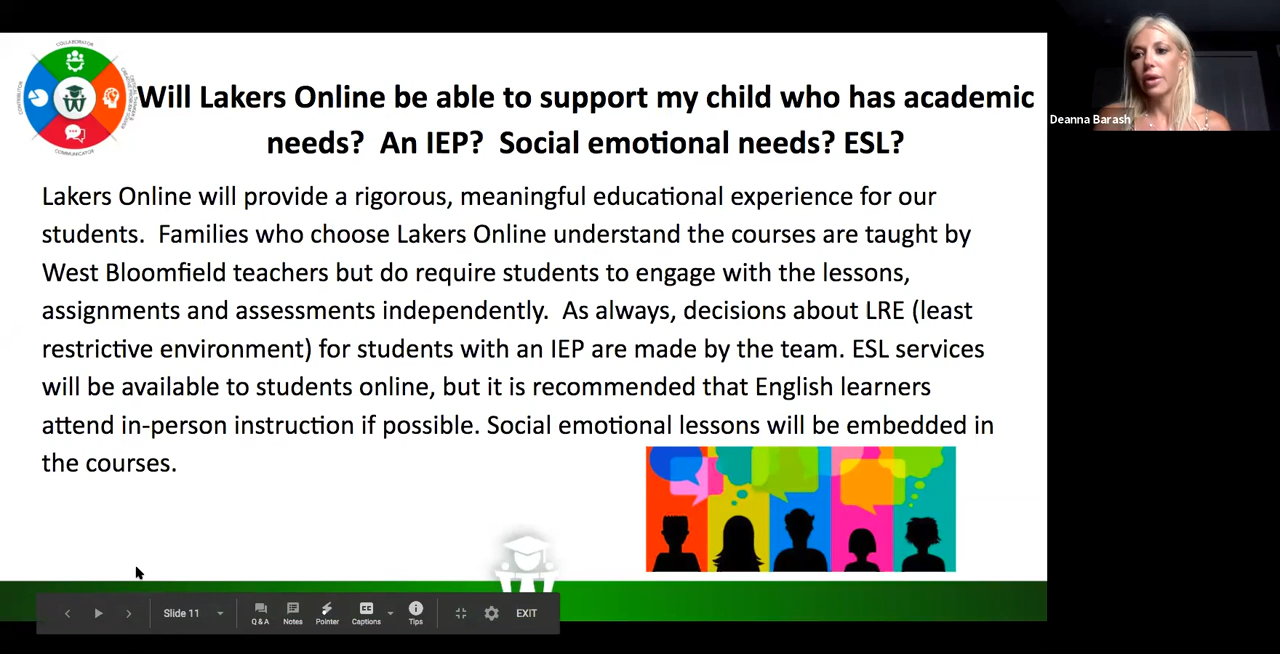 COLLABORATOR
CONTRIBUTOR
COMMUNICATOR
Will Lakers Online be able to support my child who has academic
needs?  An IEP?  Social emotional needs? ESL?
Deanna Barash
Lakers Online will provide a rigorous, meaningful educational experience for our
students.  Families who choose Lakers Online understand the courses are taught by
West Bloomfield teachers but do require students to engage with the lessons,
assignments and assessments independently.  As always, decisions about LRE (least
restrictive environment) for students with an IEP are made by the team. ESL services
will be available to students online, but it is recommended that English learners
attend in-person instruction if possible. Social emotional lessons will be embedded in
the courses.
Slide 11
Q & A
Notes
Pointer
CC
Captions
Tips
EXIT